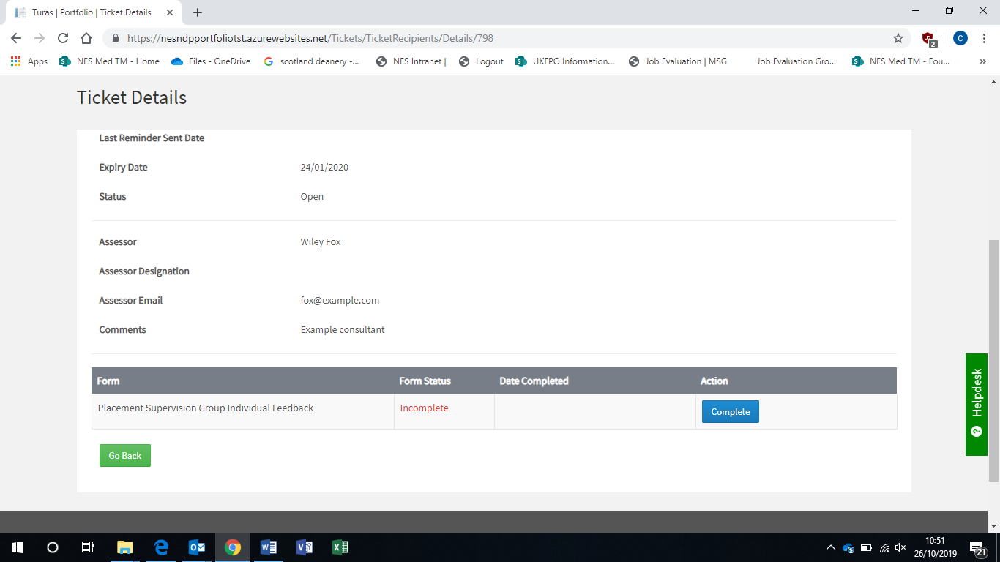 Turas | Portfolio | Ticket Details
https://nesndpportfoliotst.azurewebsites.net/Tickets/TicketRecipients/Details/798
C
2
Apps NES Med TM - Home Files - OneDrive scotland deanery -... NES Intranet | Logout UKFPO Information... Job Evaluation | MSG Job Evaluation Gro... NES Med TM - Fou... »
Ticket Details
Last Reminder Sent Date
Expiry Date 24/01/2020
Status Open
Assessor Wiley Fox
Assessor Designation
Assessor Email fox@example.com
Comments Example consultant
Form Form Status Date Completed Action
Placement Supervision Group Individual Feedback Incomplete Complete
Go Back
? Helpdesk
10:51
26/10/2019
21